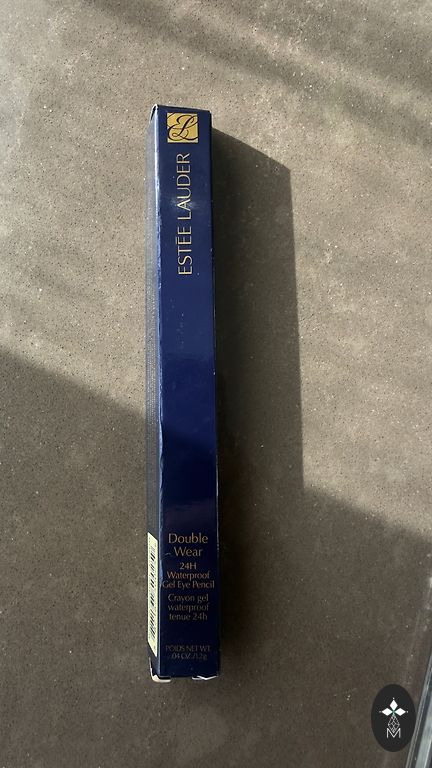 ESTĒE LAUDER
Double
Wear
24H
Waterproof
Gel Eye Pencil
Crayon gel
waterproof
tenue 24h
POIDS NET WT.
.04 OZ./1.2g
M